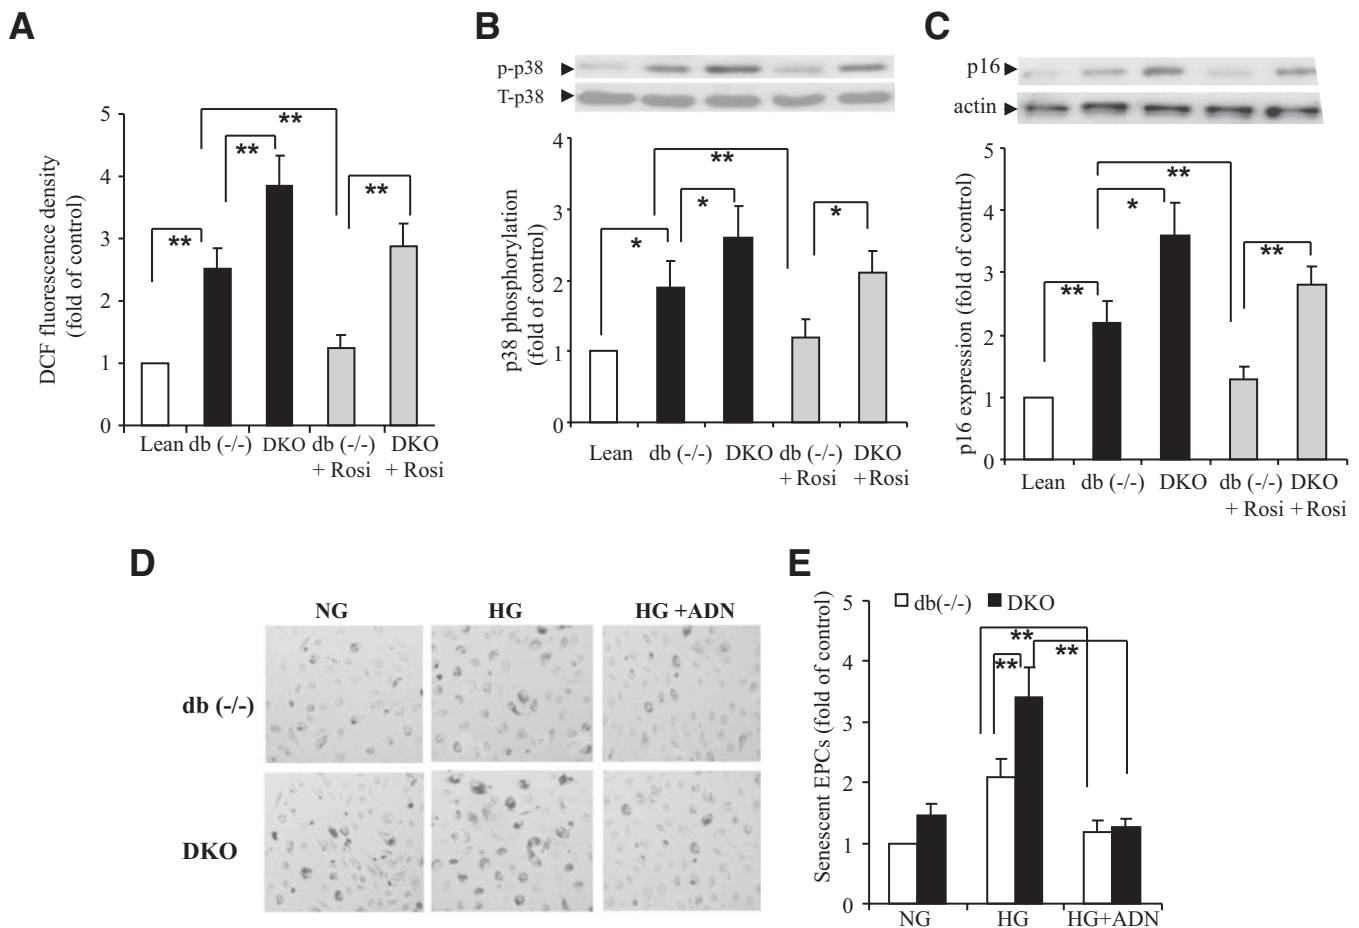 A
DCF fluorescence density
(fold of control)
5
4
3
2
1
0
**
**
**
**
Lean db (-/-) DKO db (-/-) DKO
+ Rosi + Rosi
B
p-p38
T-p38
p38 phosphorylation
(fold of control)
4
3
2
1
0
**
*
*
*
Lean db (-/-) DKO db (-/-) DKO
+ Rosi + Rosi
C
p16
actin
p16 expression (fold of control)
5
4
3
2
1
0
**
*
**
**
Lean db (-/-) DKO db (-/-) DKO
+ Rosi + Rosi
D
NG HG HG +ADN
db (-/-)
DKO
E
Senescent EPCs (fold of control)
5
4
3
2
1
0
db(-/-) DKO
**
**
**
NG HG HG+ADN